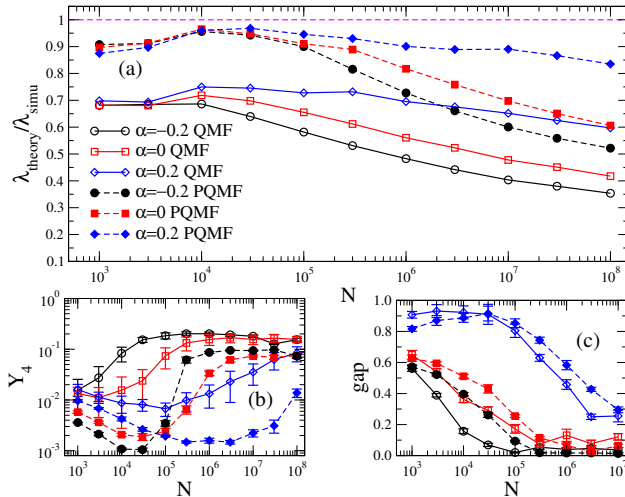 1
0.9
0.8
0.7
0.6
0.5
0.4
0.3
0.2
0.1
λtheory/λsimu
(a)
α=−0.2 QMF
α=0 QMF
α=0.2 QMF
α=−0.2 PQMF
α=0 PQMF
α=0.2 PQMF
10³ 10⁴ 10⁵ 10⁶ 10⁷ 10⁸
N
10⁰
10⁻¹
10⁻²
10⁻³
Y₄
(b)
10³ 10⁴ 10⁵ 10⁶ 10⁷ 10⁸
N
1.0
0.8
0.6
0.4
0.2
0.0
gap
(c)
10³ 10⁴ 10⁵ 10⁶ 10⁷
N